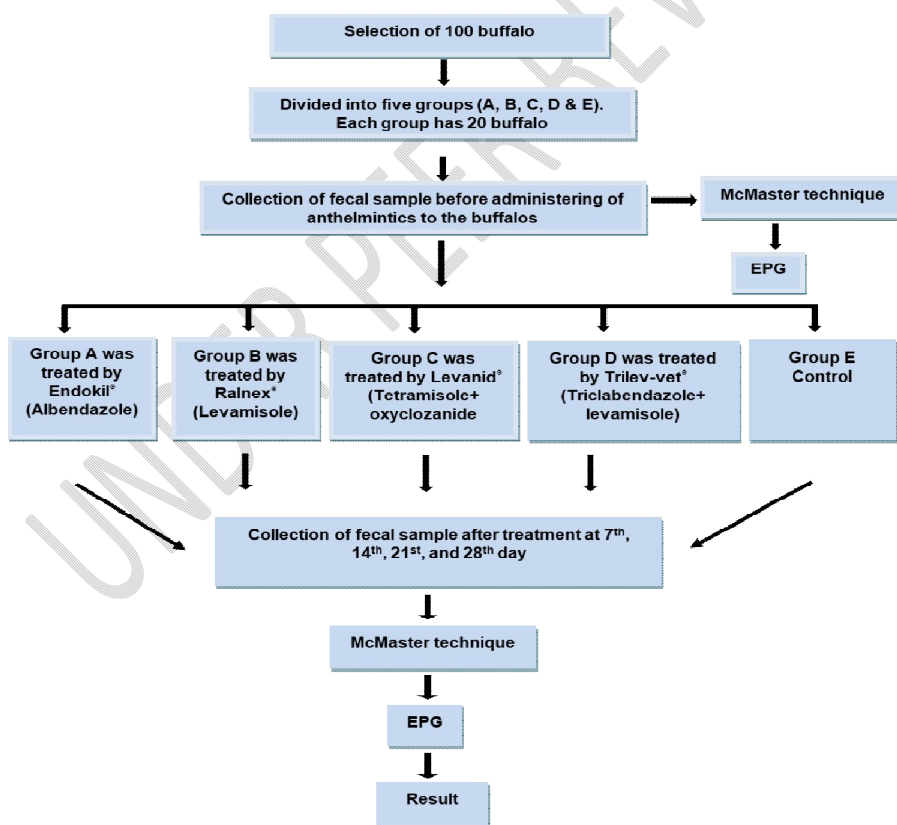 Selection of 100 buffalo
Divided into five groups (A, B, C, D & E).
Each group has 20 buffalo
Collection of fecal sample before administering of
anthelmintics to the buffalos
McMaster technique
EPG
Group A was
treated by
Endokil®
(Albendazole)
Group B was
treated by
Ralnex®
(Levamisole)
Group C was
treated by Levanid®
(Tetramisole+
oxyclozanide
Group D was treated
by Trilev-vet®
(Triclabendazole+
levamisole)
Group E
Control
Collection of fecal sample after treatment at 7th,
14th, 21st, and 28th day
McMaster technique
EPG
Result
UNDER PEER REV